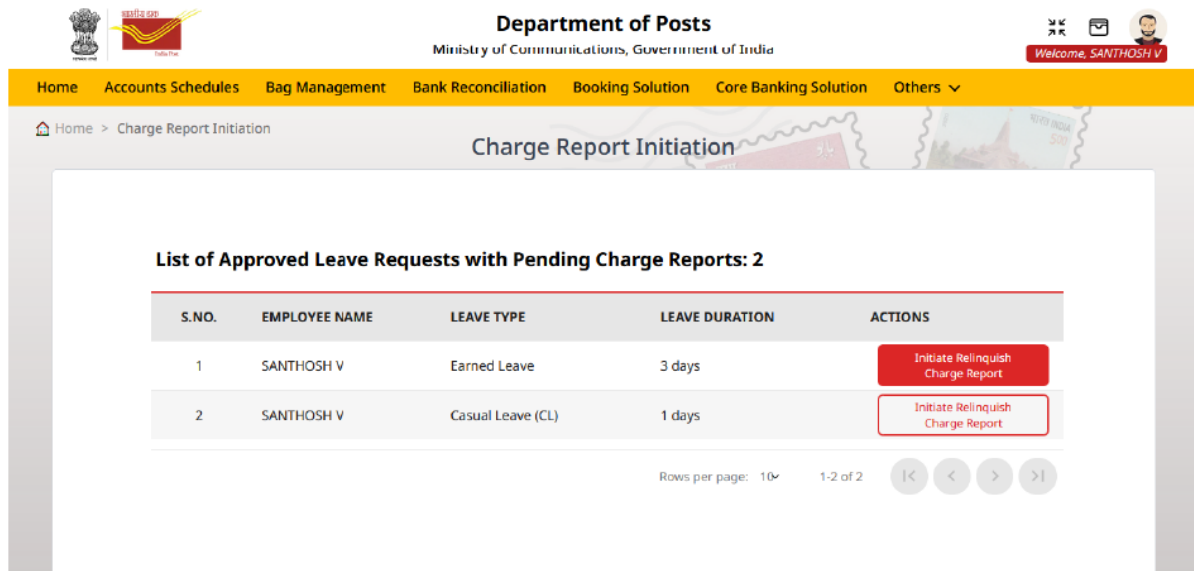 भारतीय डाक
India Post
Department of Posts
Ministry of Communications, Government of India
Welcome, SANTHOSH V
Home Accounts Schedules Bag Management Bank Reconciliation Booking Solution Core Banking Solution Others
Home > Charge Report Initiation
Charge Report Initiation
List of Approved Leave Requests with Pending Charge Reports: 2
S.NO. EMPLOYEE NAME LEAVE TYPE LEAVE DURATION ACTIONS
1 SANTHOSH V Earned Leave 3 days Initiate Relinquish
Charge Report
2 SANTHOSH V Casual Leave (CL) 1 days Initiate Relinquish
Charge Report
Rows per page: 10 1-2 of 2